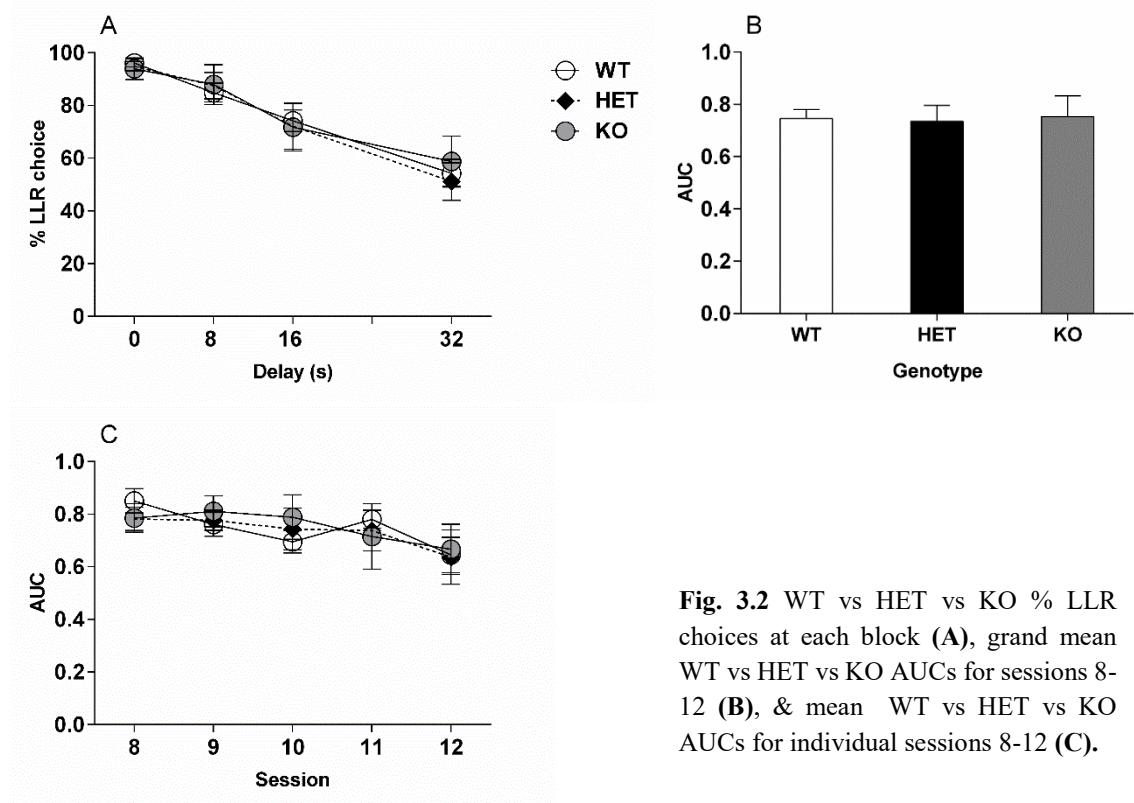 A
100
80
60
40
20
0
% LLR choice
0 8 16 32
Delay (s)
WT
HET
KO
B
1.0
0.8
0.6
0.4
0.2
0.0
AUC
WT HET KO
Genotype
C
1.0
0.8
0.6
0.4
0.2
0.0
AUC
8 9 10 11 12
Session
Fig. 3.2 WT vs HET vs KO % LLR
choices at each block (A), grand mean
WT vs HET vs KO AUCs for sessions 8-
12 (B), & mean WT vs HET vs KO
AUCs for individual sessions 8-12 (C).